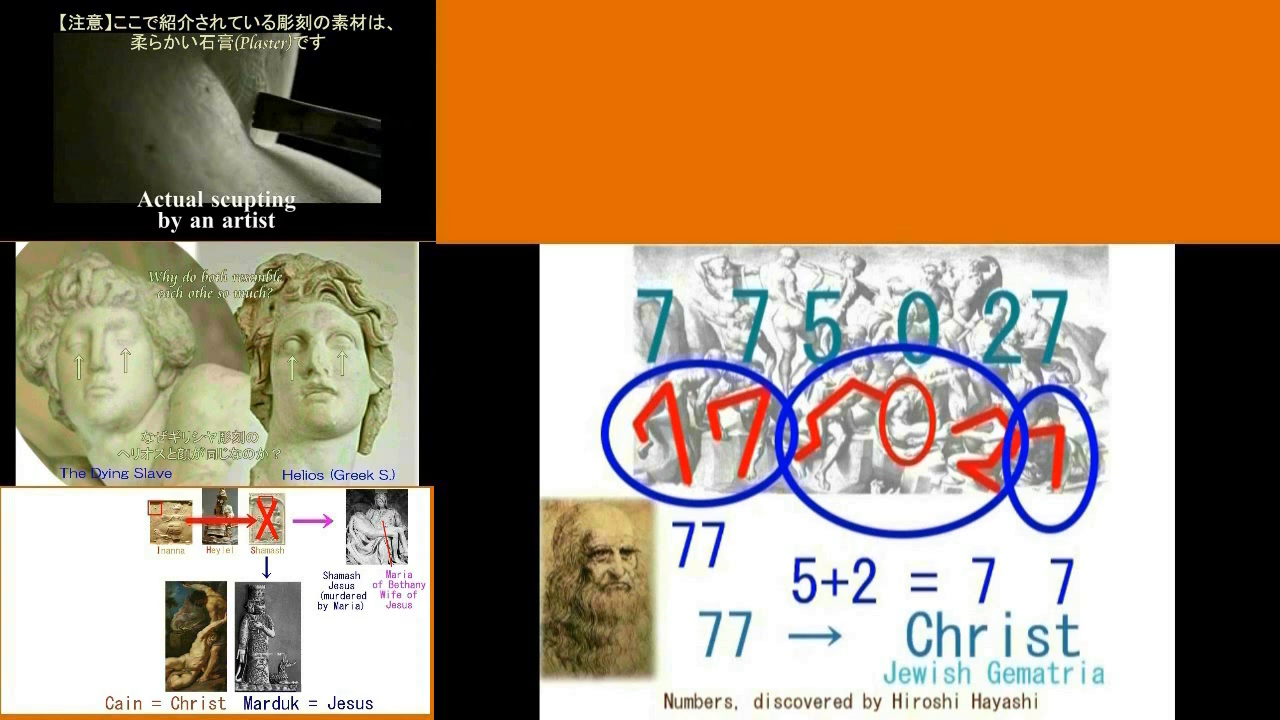 【注意】ここで紹介されている彫刻の素材は、
柔らかい石膏(Plaster)です
Actual scupting
by an artist
Why do both resemble
each othe so much?
なぜギリシャ彫刻の
ヘリオスと顔が同じなのか?
The Dying Slave
Helios (Greek S.)
Inanna
Heylel
Shamash
Shamash
Jesus
(murdered
by Maria)
Maria
of Bethany
Wife of
Jesus
Cain = Christ
Marduk = Jesus
7 7 5 0 27
77 502 7
77
5+2 = 7 7
77 → Christ
Jewish Gematria
Numbers, discovered by Hiroshi Hayashi